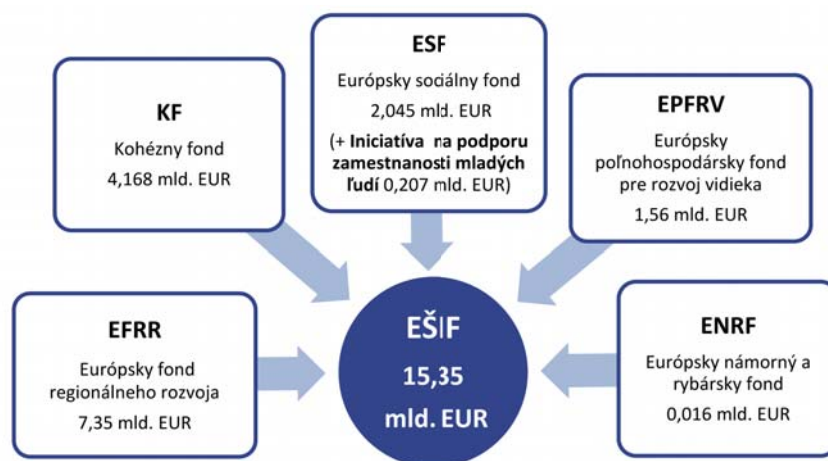 ESF
Európsky sociálny fond
2,045 mld. EUR
(+ Iniciatíva na podporu
zamestnanosti mladých
ľudí 0,207 mld. EUR)
KF
Kohézny fond
4,168 mld. EUR
EPFRV
Európsky
poľnohospodársky fond
pre rozvoj vidieka
1,56 mld. EUR
EFRR
Európsky fond
regionálneho rozvoja
7,35 mld. EUR
EŠIF
15,35
mld. EUR
ENRF
Európsky námorný a
rybársky fond
0,016 mld. EUR